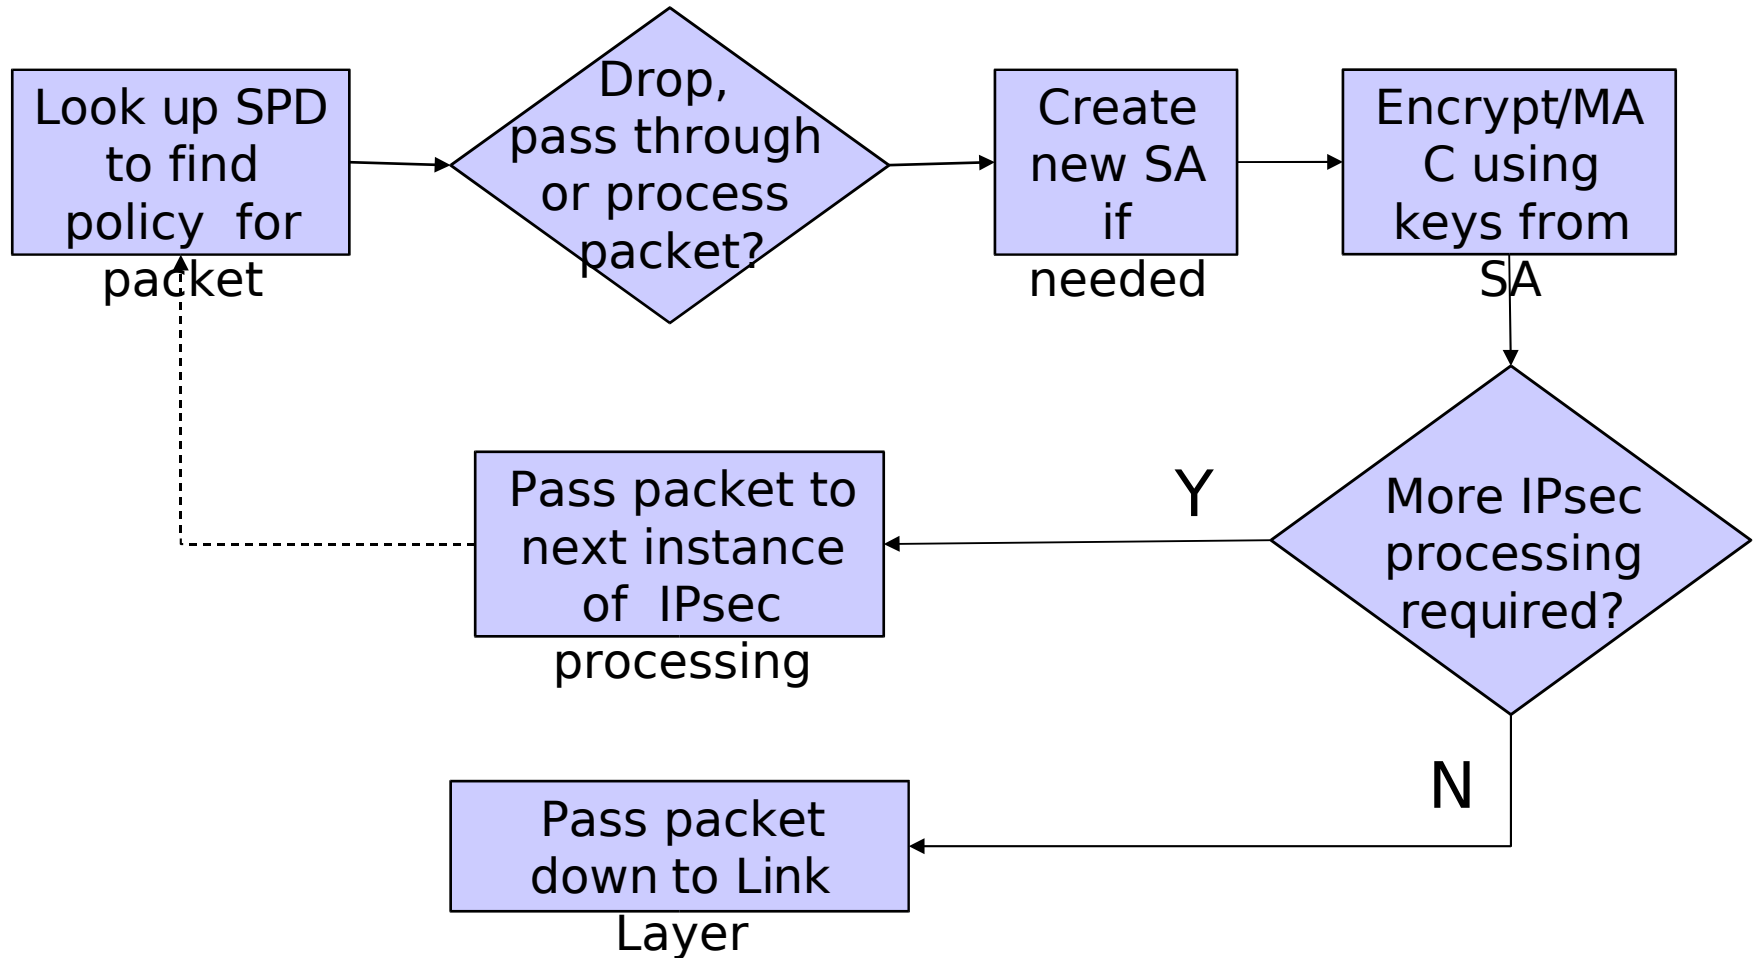 Look up SPD
to find
policy  for
packet
Drop,
pass through
or process
packet?
Create
new SA
if
needed
Encrypt/MA
C using
keys from
SA
Pass packet to
next instance
of  IPsec
processing
Y
More IPsec
processing
required?
N
Pass packet
down to Link
Layer